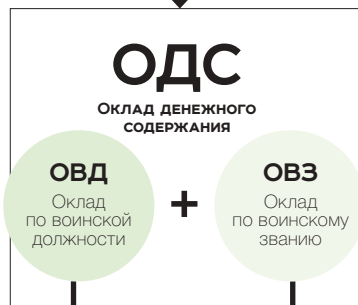 ОДС
ОКЛАД ДЕНЕЖНОГО
СОДЕРЖАНИЯ
ОВД
Оклад
по воинской
должности
+
ОВЗ
Оклад
по воинскому
званию